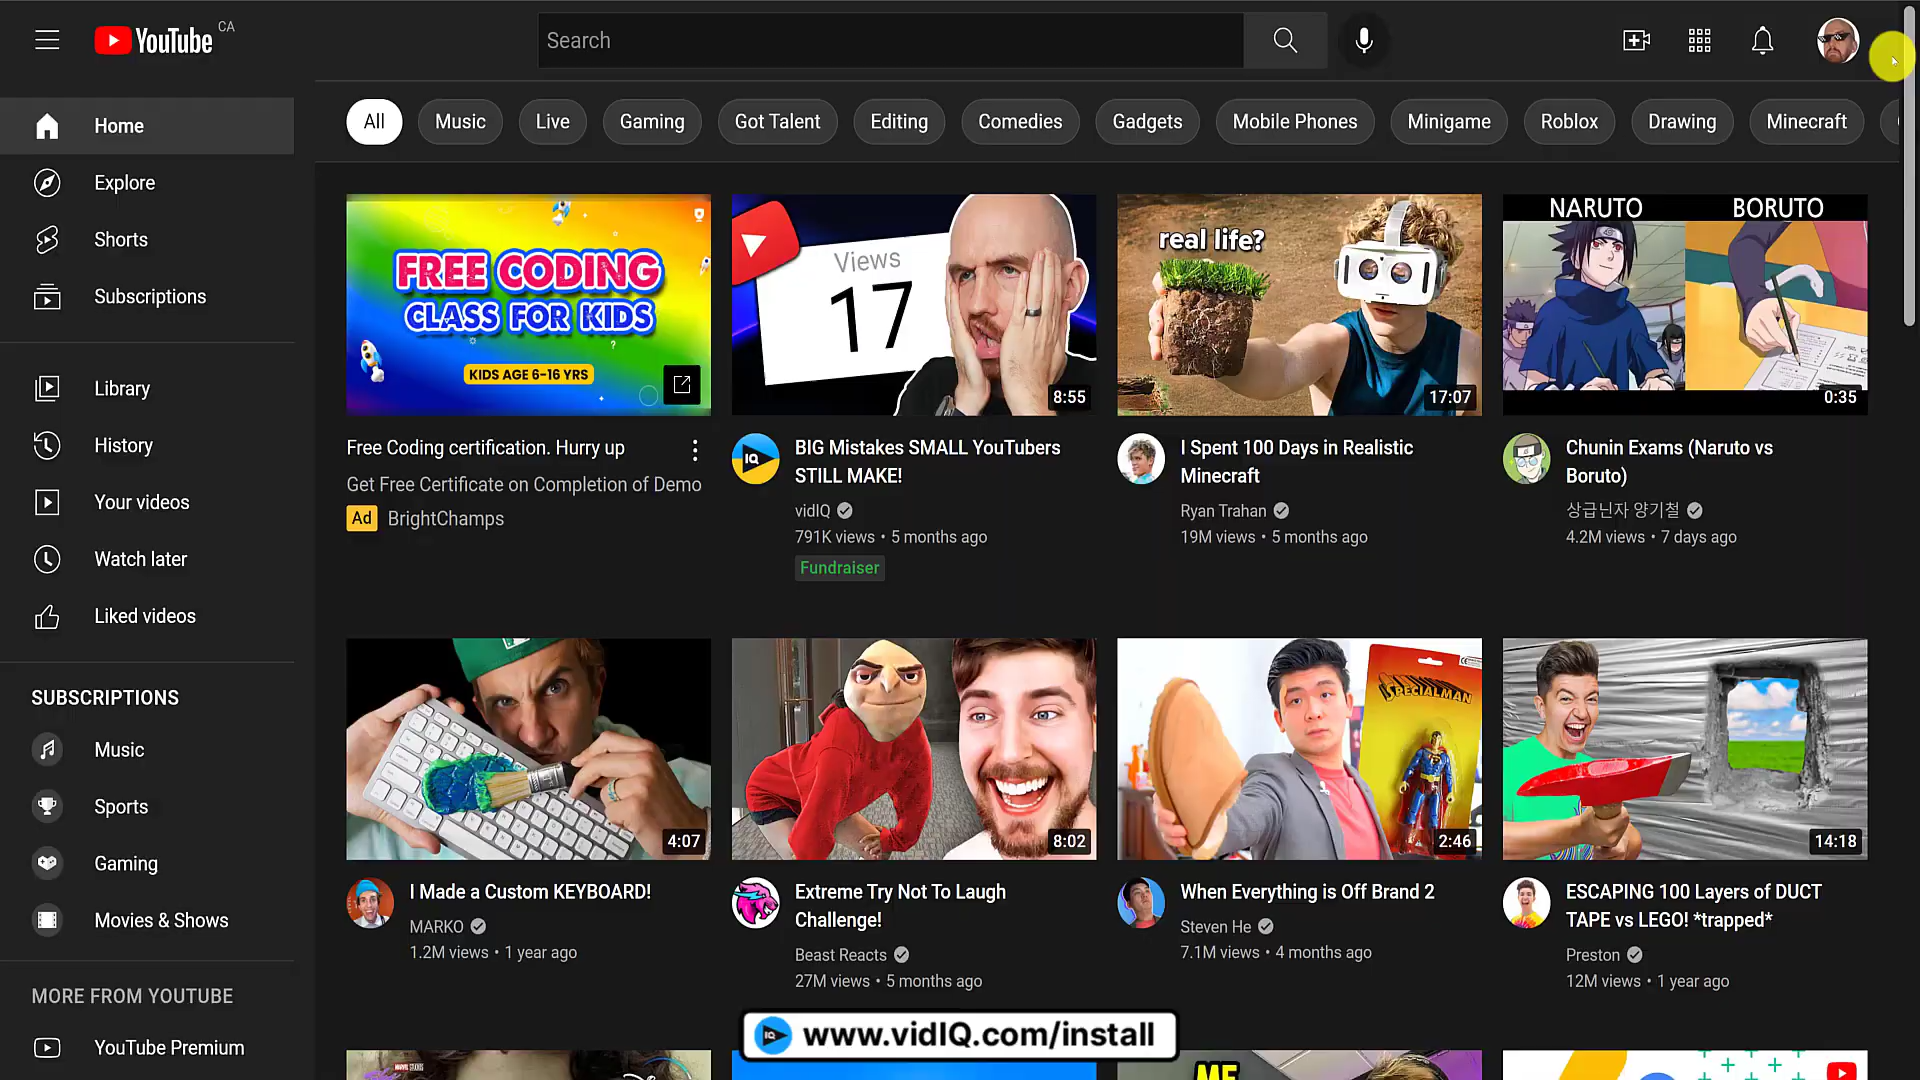 YouTube CA
Search
Home
Explore
Shorts
Subscriptions
Library
History
Your videos
Watch later
Liked videos
SUBSCRIPTIONS
Music
Sports
Gaming
Movies & Shows
MORE FROM YOUTUBE
YouTube Premium
All
Music
Live
Gaming
Got Talent
Editing
Comedies
Gadgets
Mobile Phones
Minigame
Roblox
Drawing
Minecraft
FREE CODING
CLASS FOR KIDS
KIDS AGE 6-16 YRS
Free Coding certification. Hurry up
Get Free Certificate on Completion of Demo
Ad BrightChamps
Views
17
8:55
IQ
BIG Mistakes SMALL YouTubers
STILL MAKE!
vidIQ
791K views • 5 months ago
Fundraiser
real life?
17:07
I Spent 100 Days in Realistic
Minecraft
Ryan Trahan
19M views • 5 months ago
NARUTO
BORUTO
0:35
Chunin Exams (Naruto vs
Boruto)
상급닌자 양기철
4.2M views • 7 days ago
4:07
I Made a Custom KEYBOARD!
MARKO
1.2M views • 1 year ago
8:02
Extreme Try Not To Laugh
Challenge!
Beast Reacts
27M views • 5 months ago
SPECIALMAN
2:46
When Everything is Off Brand 2
Steven He
7.1M views • 4 months ago
14:18
ESCAPING 100 Layers of DUCT
TAPE vs LEGO! *trapped*
Preston
12M views • 1 year ago
IQ www.vidIQ.com/install
MARVEL STUDIOS
ME